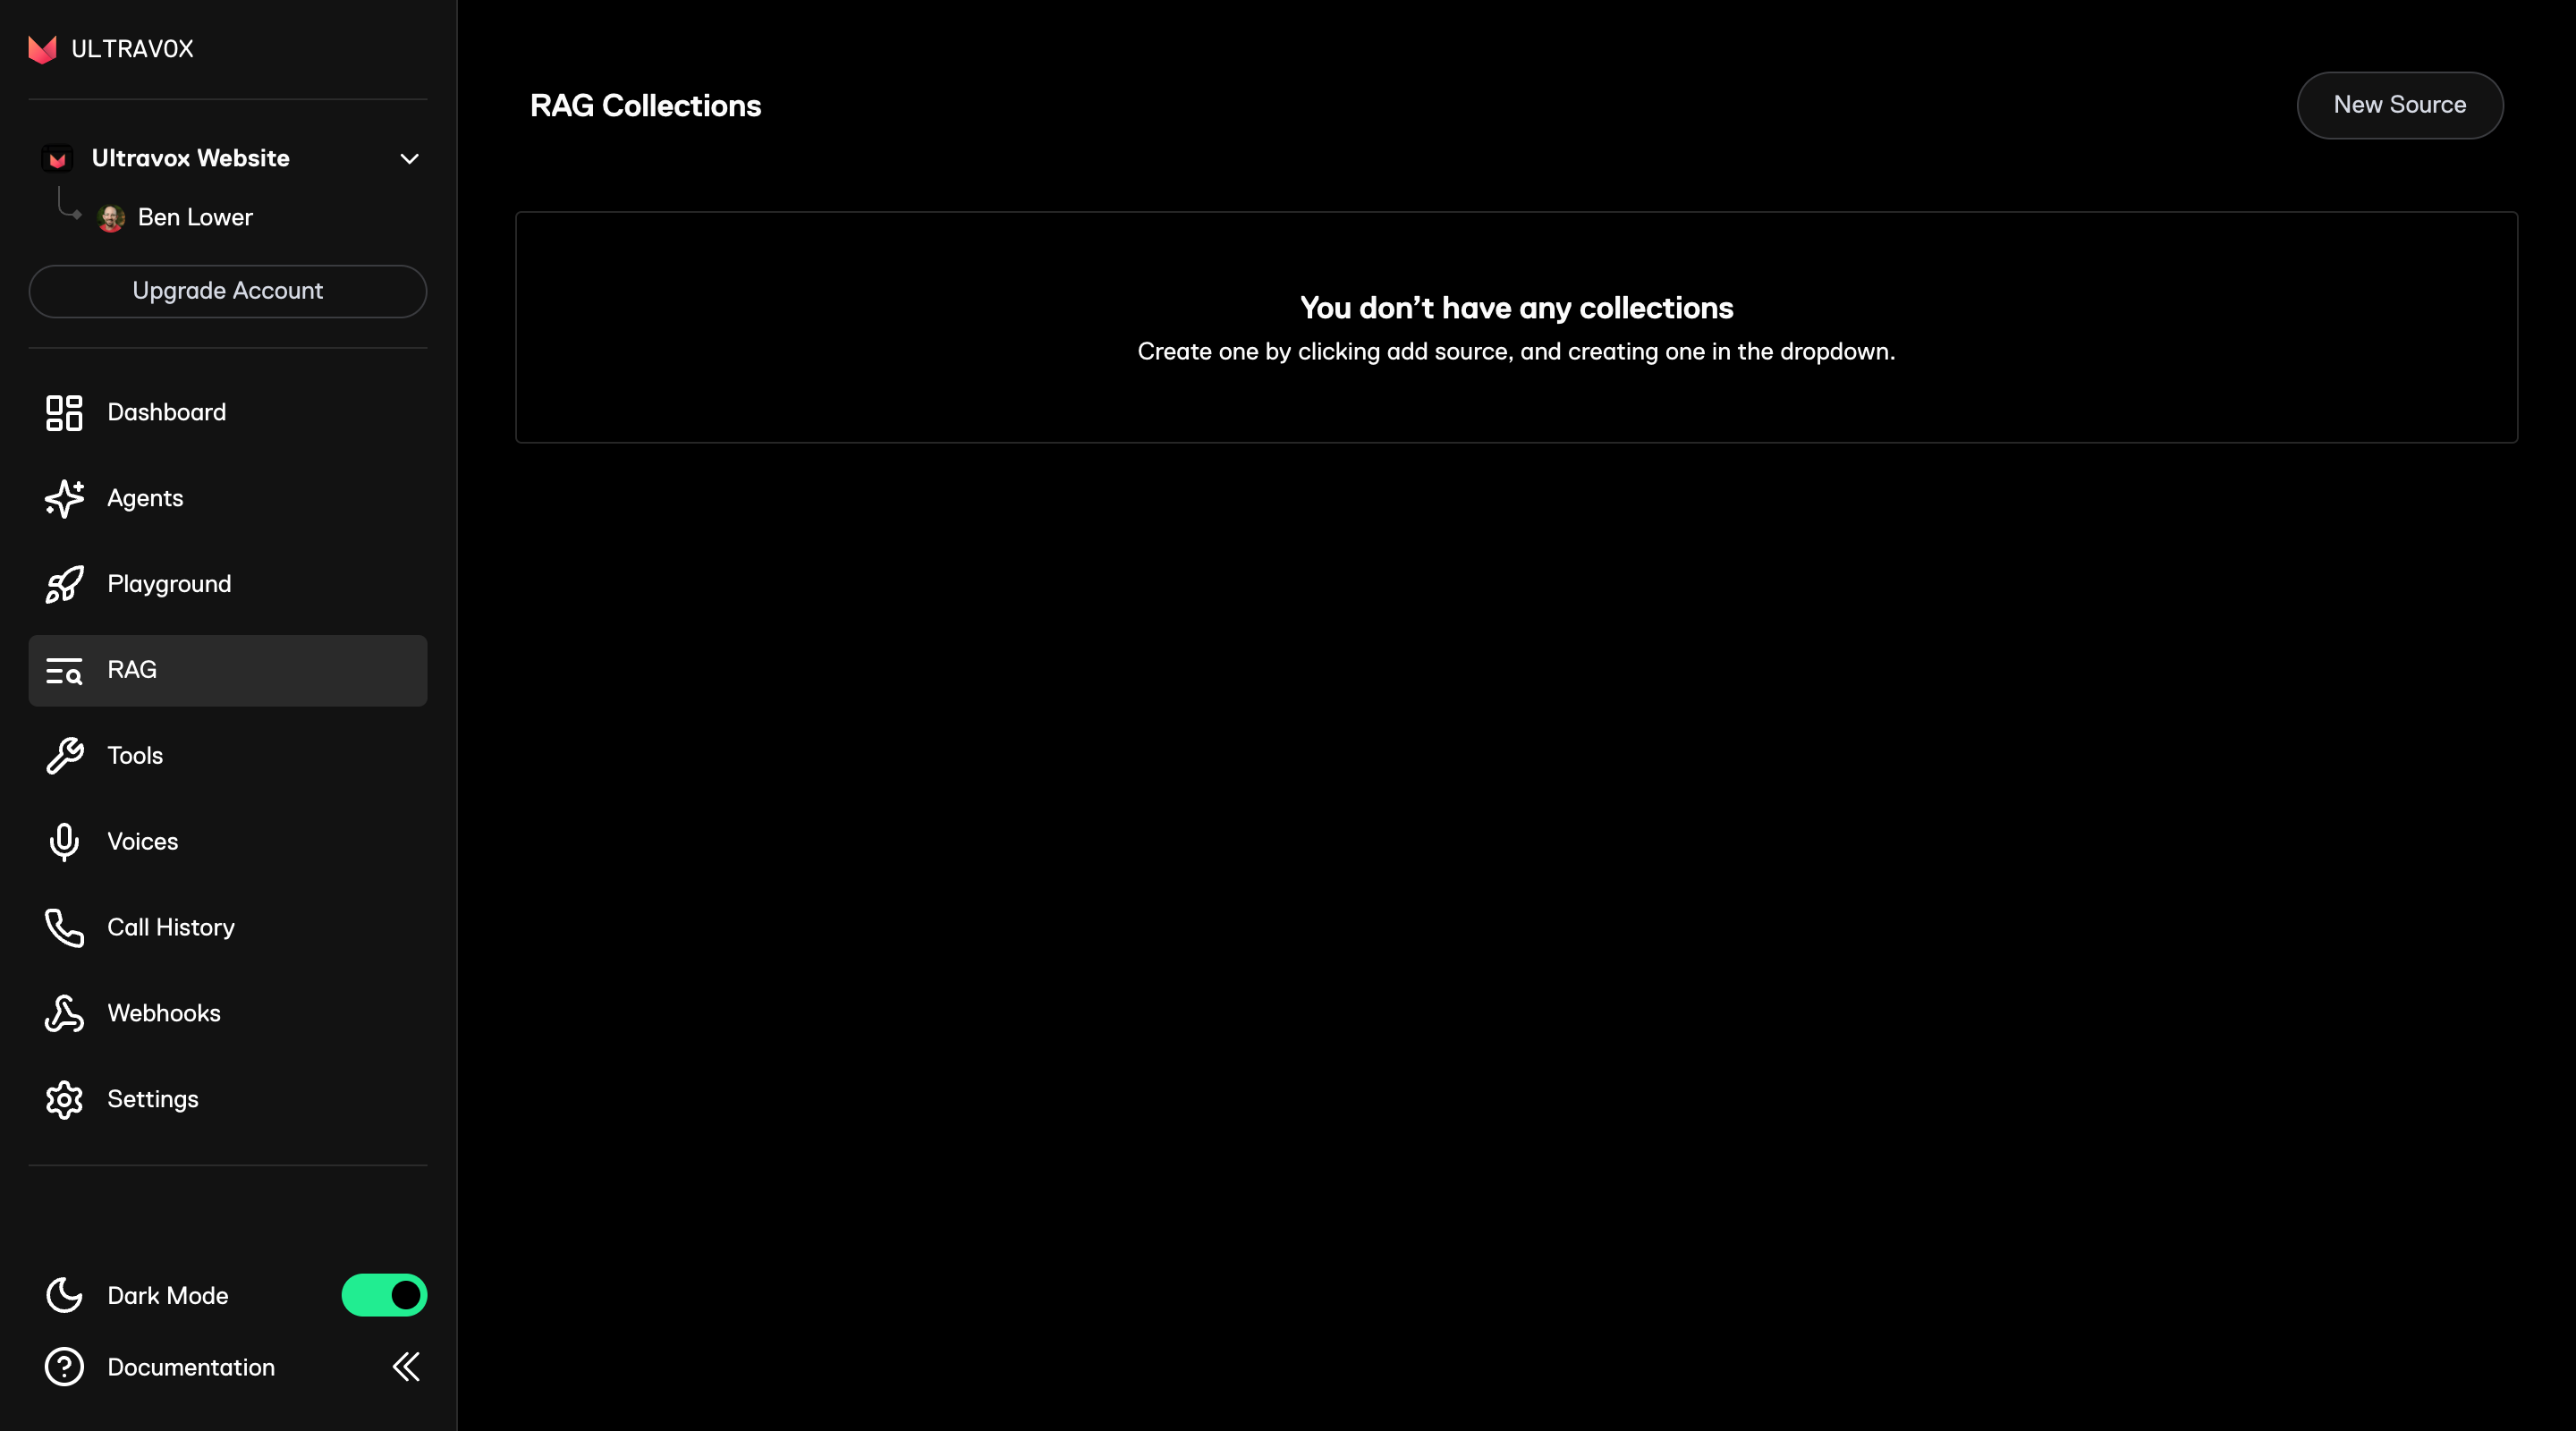 ULTRAVOX
Ultravox Website
Ben Lower
Upgrade Account
Dashboard
Agents
Playground
RAG
Tools
Voices
Call History
Webhooks
Settings
Dark Mode
Documentation
RAG Collections
New Source
You don’t have any collections
Create one by clicking add source, and creating one in the dropdown.